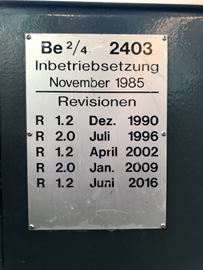 Be 2/4 2403
Inbetriebsetzung
November 1985
Revisionen
R 1.2 Dez. 1990
R 2.0 Juli 1996
R 1.2 April 2002
R 2.0 Jan. 2009
R 1.2 Juni 2016